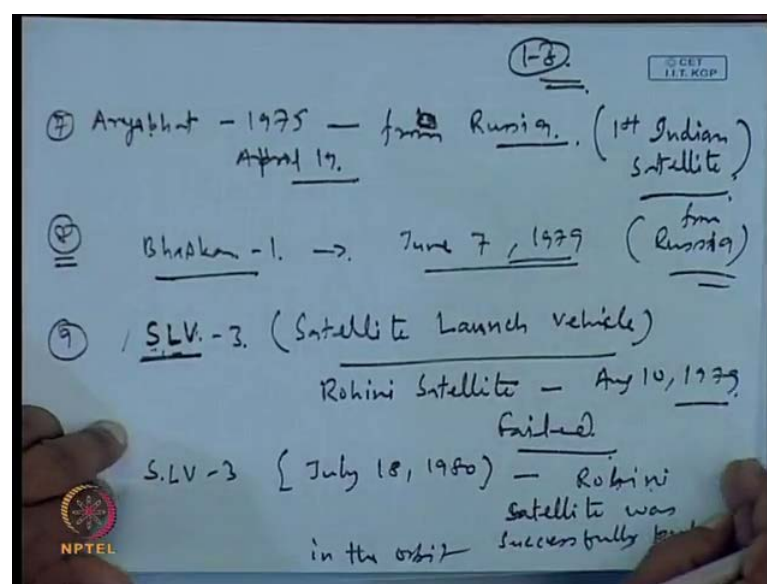 1-8.
© CET
I.I.T. KGP
⑦ Aryabhat - 1975 - from Russia. (1st Indian Satellite)
April 19.
⑧ Bhaskar-1. → June 7, 1979 (from Russia)
⑨ SLV-3. (Satellite Launch vehicle)
Rohini Satellite - Aug 10, 1979.
Failed.
S.LV-3 {July 18, 1980) - Rohini
satellite was
in the orbit successfully
NPTEL